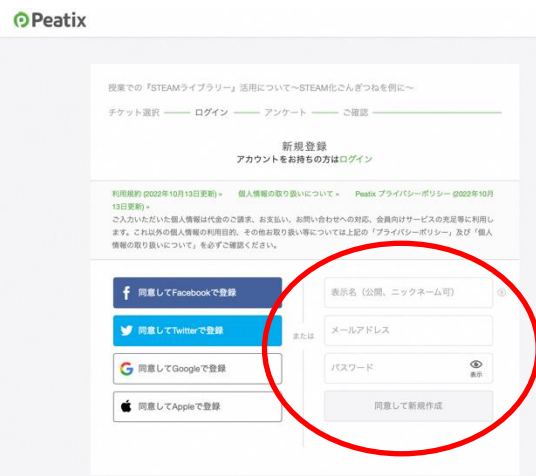 Peatix
授業での『STEAMライブラリー』活用について〜STEAM化ごんぎつねを例に〜
チケット選択 ログイン アンケート ご確認
新規登録
アカウントをお持ちの方はログイン
利用規約 (2022年10月13日更新) » 個人情報の取り扱いについて » Peatix プライバシーポリシー (2022年10月
13日更新) »
ご入力いただいた個人情報は代金のご請求、お支払い、お問い合わせへの対応、会員向けサービスの充足等に利用し
ます。これ以外の個人情報の利用目的、その他お取り扱い等については上記の「プライバシーポリシー」及び「個人
情報の取り扱いについて」を必ずご確認ください。
f 同意してFacebookで登録
同意してTwitterで登録
G 同意してGoogleで登録
同意してAppleで登録
または
表示名（公開、ニックネーム可）
メールアドレス
パスワード 表示
同意して新規作成